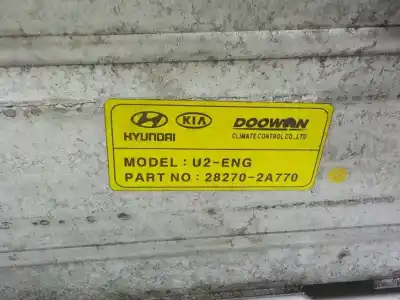 HYUNDAI KIA DOOWON
CLIMATE CONTROL CO., LTD
MODEL : U2-ENG
PART NO : 28270-2A770